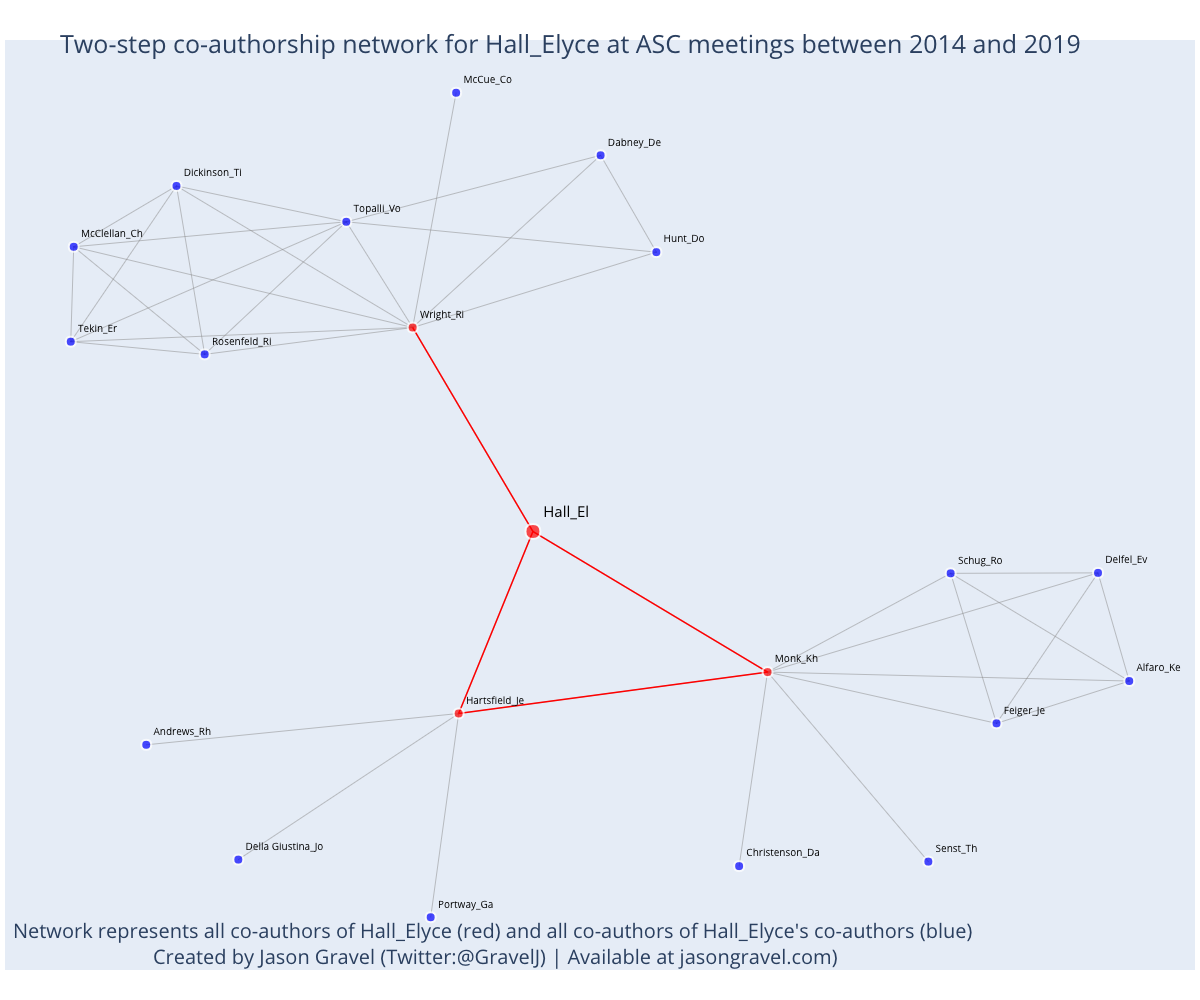 Two-step co-authorship network for Hall_Elyce at ASC meetings between 2014 and 2019
McCue_Co
Dabney_De
Dickinson_Ti
Topalli_Vo
McClellan_Ch
Hunt_Do
Wright_Ri
Tekin_Er
Rosenfeld_Ri
Hall_El
Schug_Ro
Delfel_Ev
Monk_Kh
Alfaro_Ke
Hartsfield_Je
Feiger_Je
Andrews_Rh
Della Giustina_Jo
Christenson_Da
Senst_Th
Portway_Ga
Network represents all co-authors of Hall_Elyce (red) and all co-authors of Hall_Elyce's co-authors (blue)
Created by Jason Gravel (Twitter:@GravelJ) | Available at jasongravel.com)